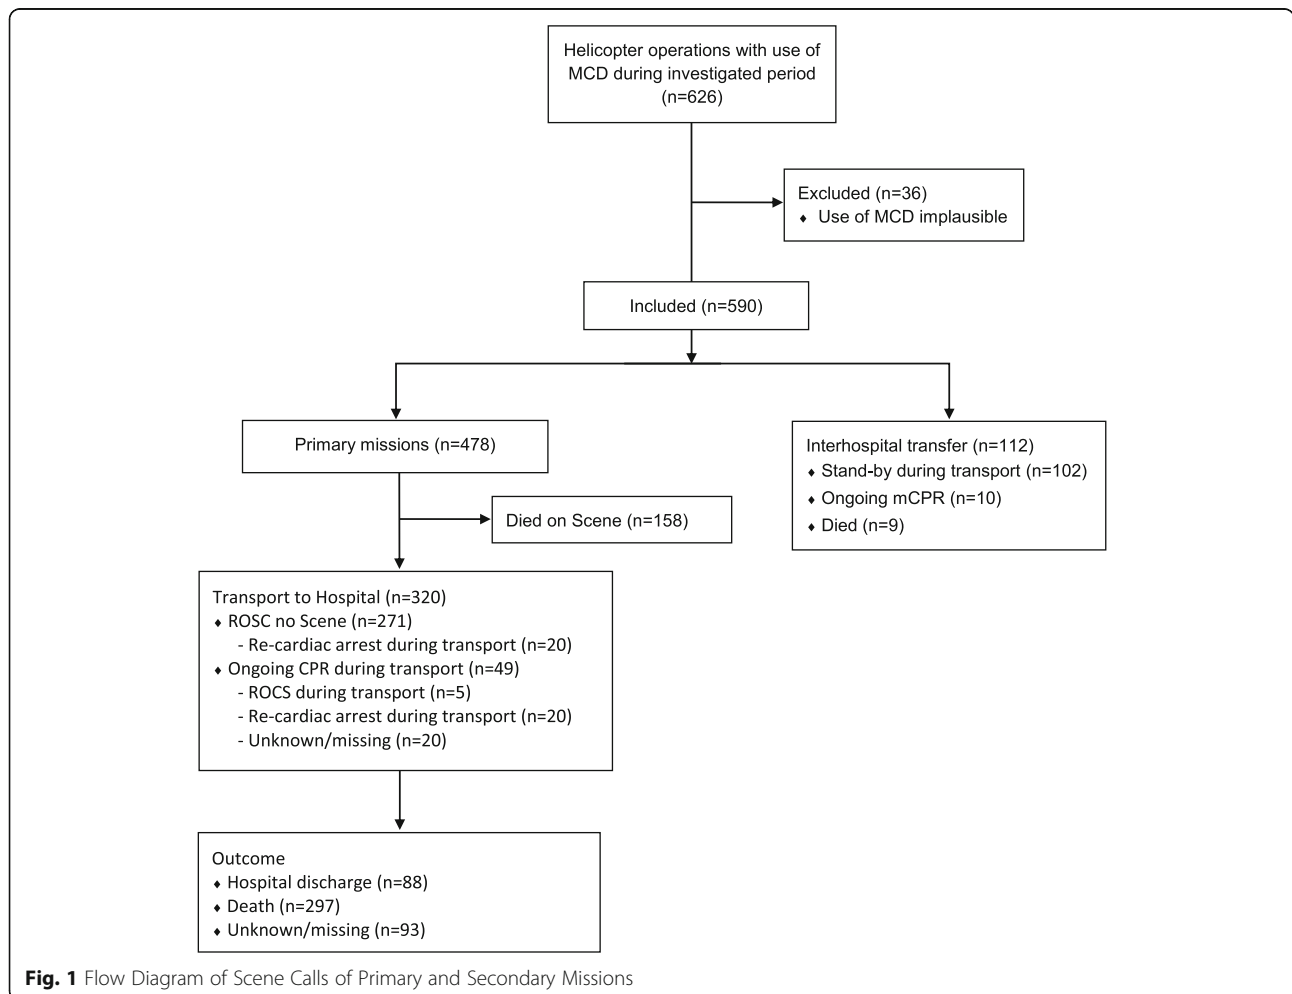 Helicopter operations with use of
MCD during investigated period
(n=626)
Excluded (n=36)
♦ Use of MCD implausible
Included (n=590)
Primary missions (n=478)
Interhospital transfer (n=112)
♦ Stand-by during transport (n=102)
♦ Ongoing mCPR (n=10)
♦ Died (n=9)
Died on Scene (n=158)
Transport to Hospital (n=320)
♦ ROSC no Scene (n=271)
- Re-cardiac arrest during transport (n=20)
♦ Ongoing CPR during transport (n=49)
- ROCS during transport (n=5)
- Re-cardiac arrest during transport (n=20)
- Unknown/missing (n=20)
Outcome
♦ Hospital discharge (n=88)
♦ Death (n=297)
♦ Unknown/missing (n=93)
Fig. 1 Flow Diagram of Scene Calls of Primary and Secondary Missions